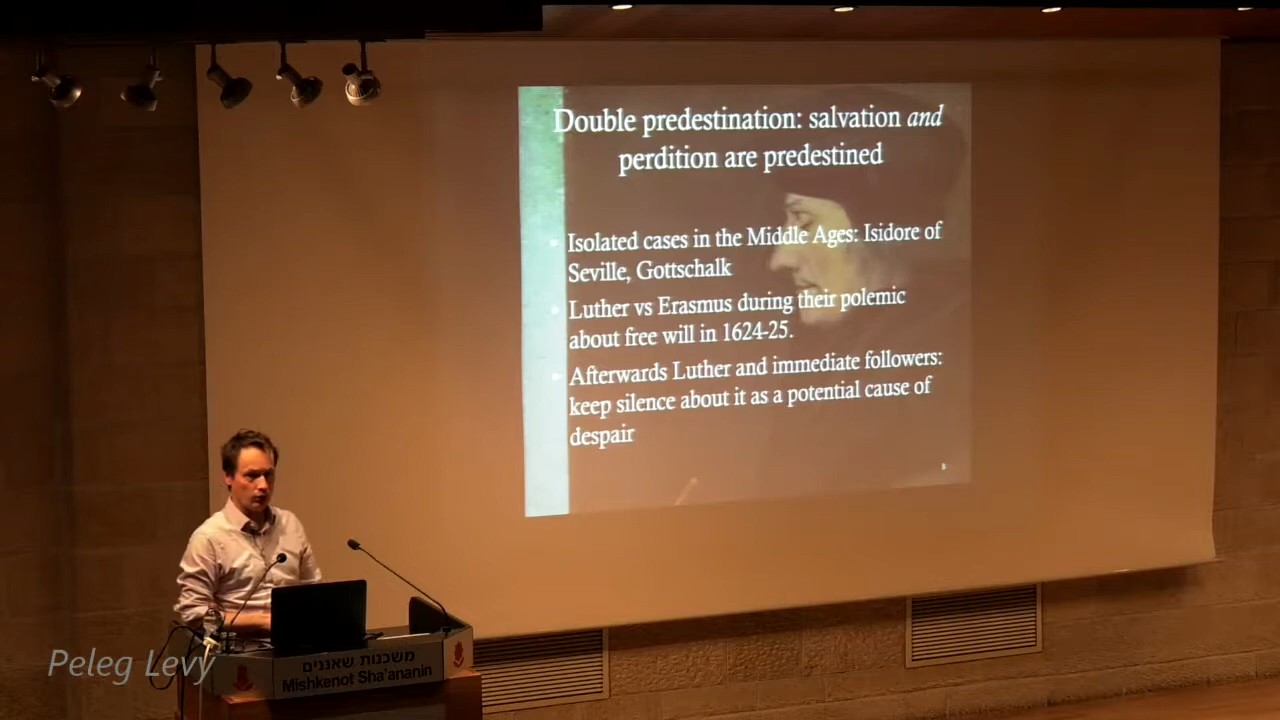 Double predestination: salvation and
perdition are predestined
Isolated cases in the Middle Ages: Isidore of
Seville, Gottschalk
Luther vs Erasmus during their polemic
about free will in 1624-25.
Afterwards Luther and immediate followers:
keep silence about it as a potential cause of
despair
8
משכנות שאננים
Mishkenot Sha'ananin
Peleg Levy